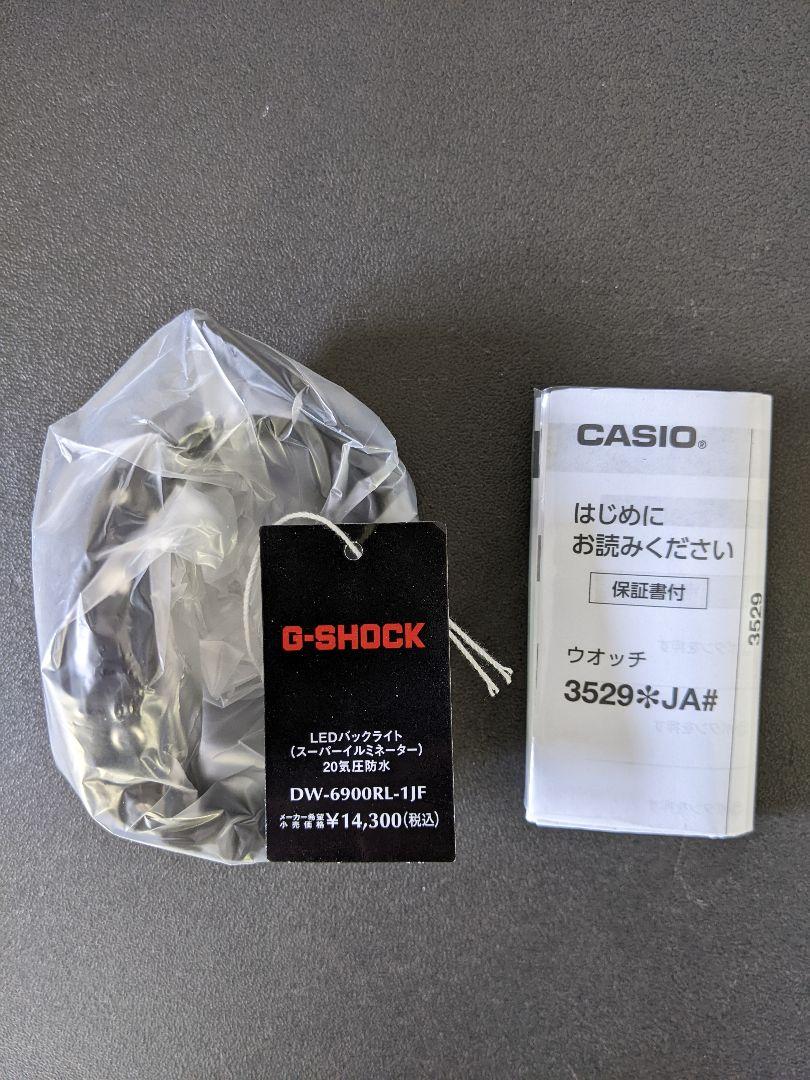 G-SHOCK
LEDバックライト
(スーパーイルミネーター)
20気圧防水
DW-6900RL-1JF
メーカー希望
小売価格 ¥14,300(税込)
CASIO®
はじめに
お読みください
保証書付
ウオッチ
3529✻JA#
3529